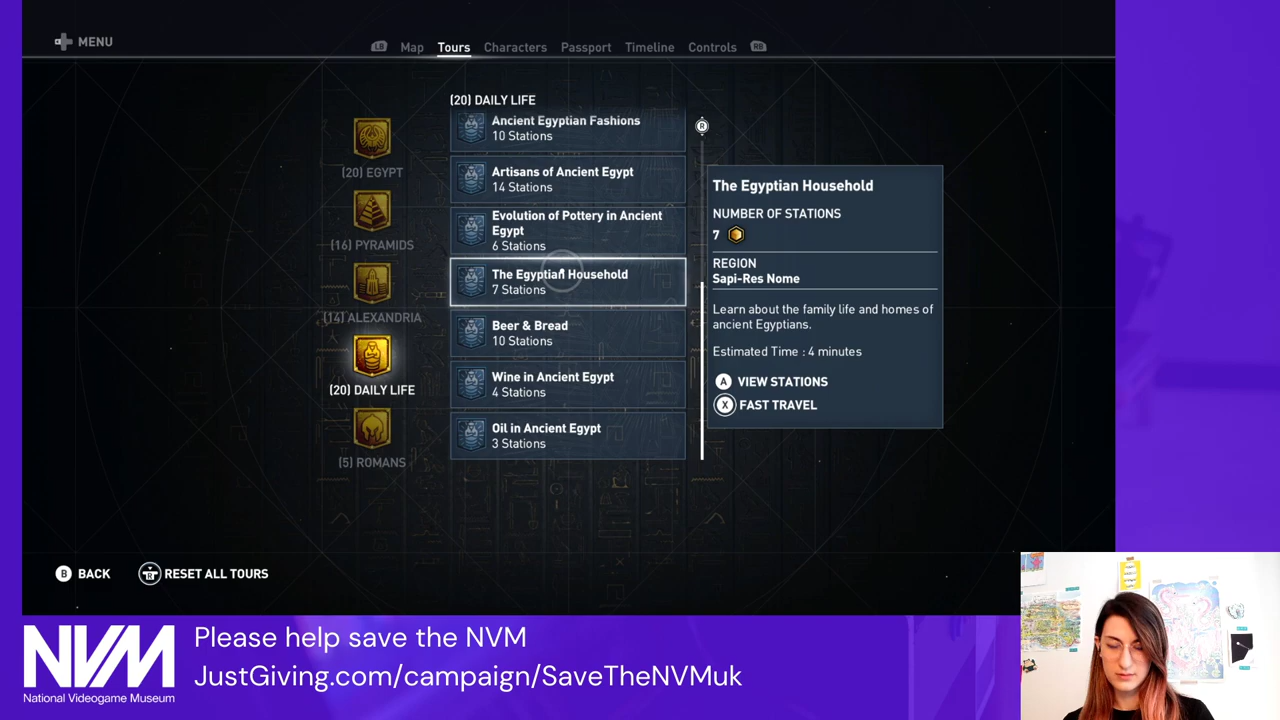 MENU
LB Map Tours Characters Passport Timeline Controls RB
(20) DAILY LIFE
(20) EGYPT
(16) PYRAMIDS
(14) ALEXANDRIA
(20) DAILY LIFE
(5) ROMANS
Ancient Egyptian Fashions
10 Stations
Artisans of Ancient Egypt
14 Stations
Evolution of Pottery in Ancient
Egypt
6 Stations
The Egyptian Household
7 Stations
Beer & Bread
10 Stations
Wine in Ancient Egypt
4 Stations
Oil in Ancient Egypt
3 Stations
R
The Egyptian Household
NUMBER OF STATIONS
7
REGION
Sapi-Res Nome
Learn about the family life and homes of
ancient Egyptians.
Estimated Time : 4 minutes
A VIEW STATIONS
X FAST TRAVEL
B BACK R RESET ALL TOURS
NVM
National Videogame Museum
Please help save the NVM
JustGiving.com/campaign/SaveTheNVMuk